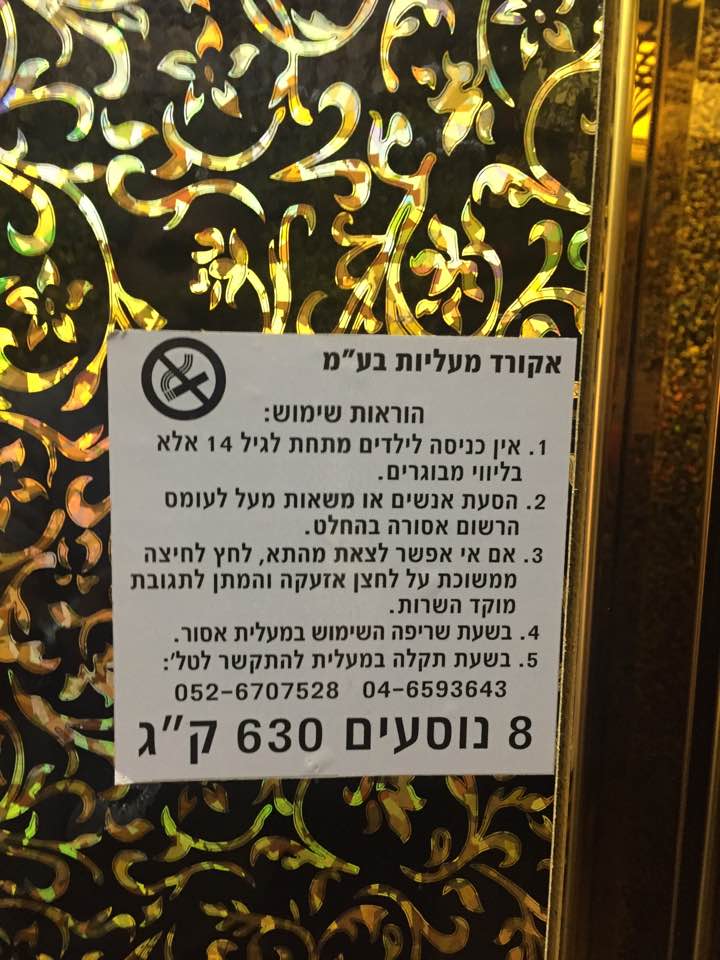 אקורד מעליות בע"מ
הוראות שימוש:
1. אין כניסה לילדים מתחת לגיל 14 אלא
בליווי מבוגרים.
2. הסעת אנשים או משאות מעל לעומס
הרשום אסורה בהחלט.
3. אם אי אפשר לצאת מהתא, לחץ לחיצה
ממשוכת על לחצן אזעקה והמתן לתגובת
מוקד השרות.
4. בשעת שריפה השימוש במעלית אסור.
5. בשעת תקלה במעלית להתקשר לטל':
052-6707528 04-6593643
8 נוסעים 630 ק"ג